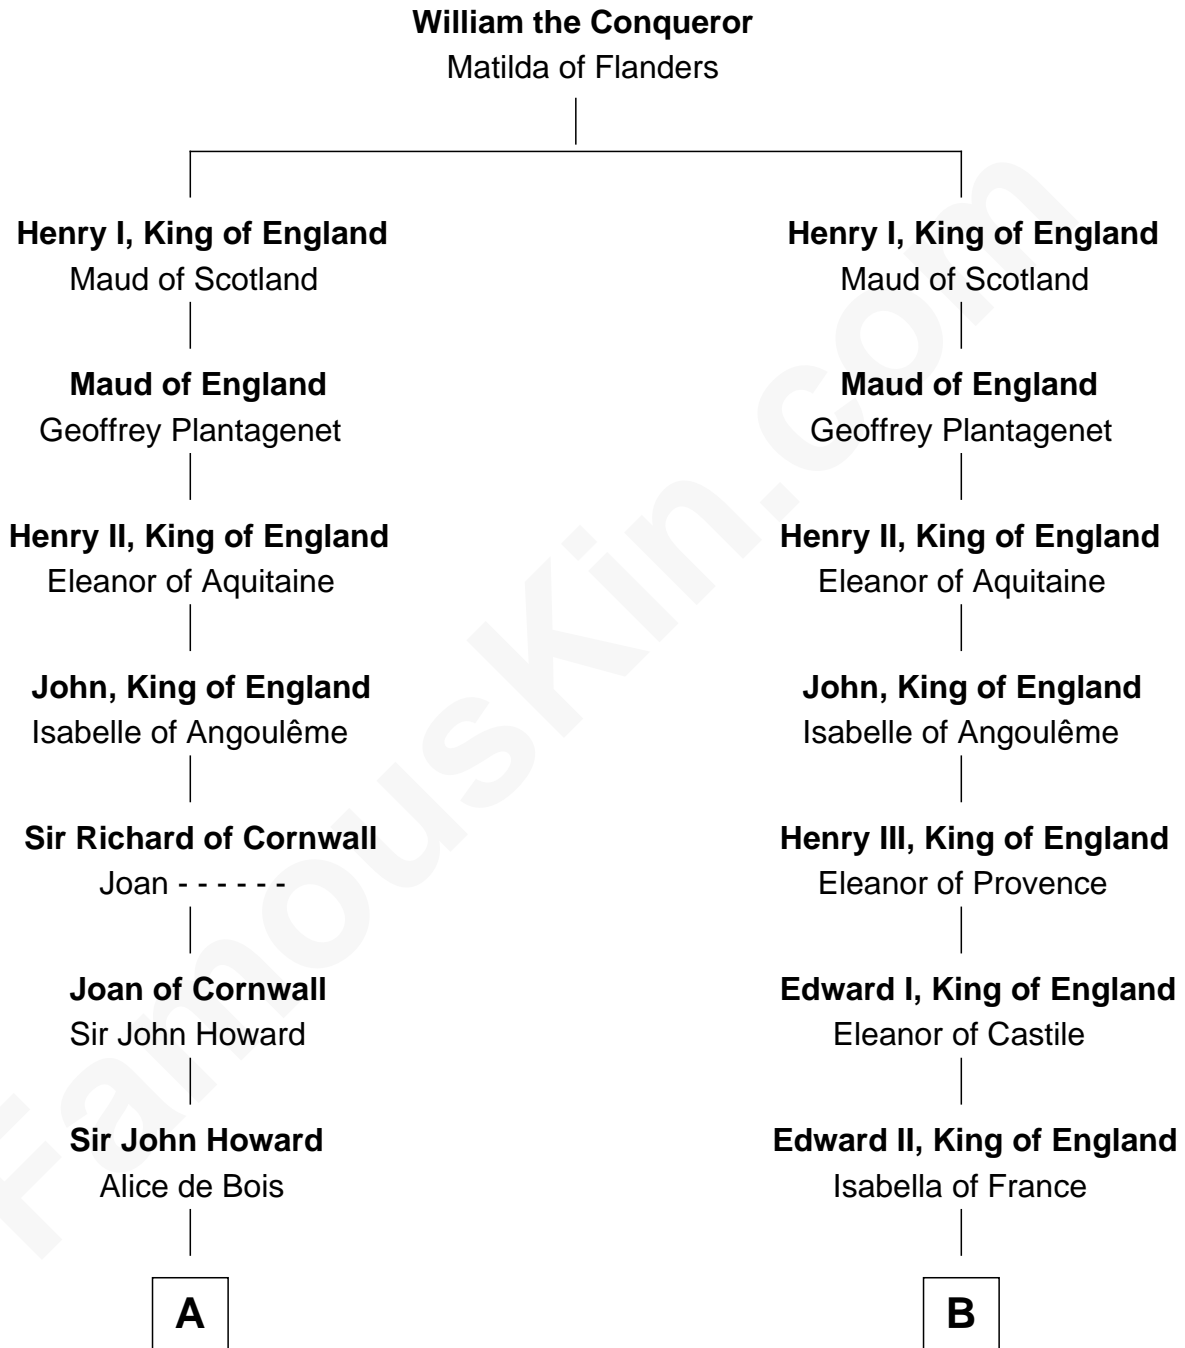 William the Conqueror
Matilda of Flanders
Henry I, King of England
Maud of Scotland
Maud of England
Geoffrey Plantagenet
Henry II, King of England
Eleanor of Aquitaine
John, King of England
Isabelle of Angoulême
Sir Richard of Cornwall
Joan - - - - - -
Joan of Cornwall
Sir John Howard
Sir John Howard
Alice de Bois
A
Henry I, King of England
Maud of Scotland
Maud of England
Geoffrey Plantagenet
Henry II, King of England
Eleanor of Aquitaine
John, King of England
Isabelle of Angoulême
Henry III, King of England
Eleanor of Provence
Edward I, King of England
Eleanor of Castile
Edward II, King of England
Isabella of France
B
FamousKin.com